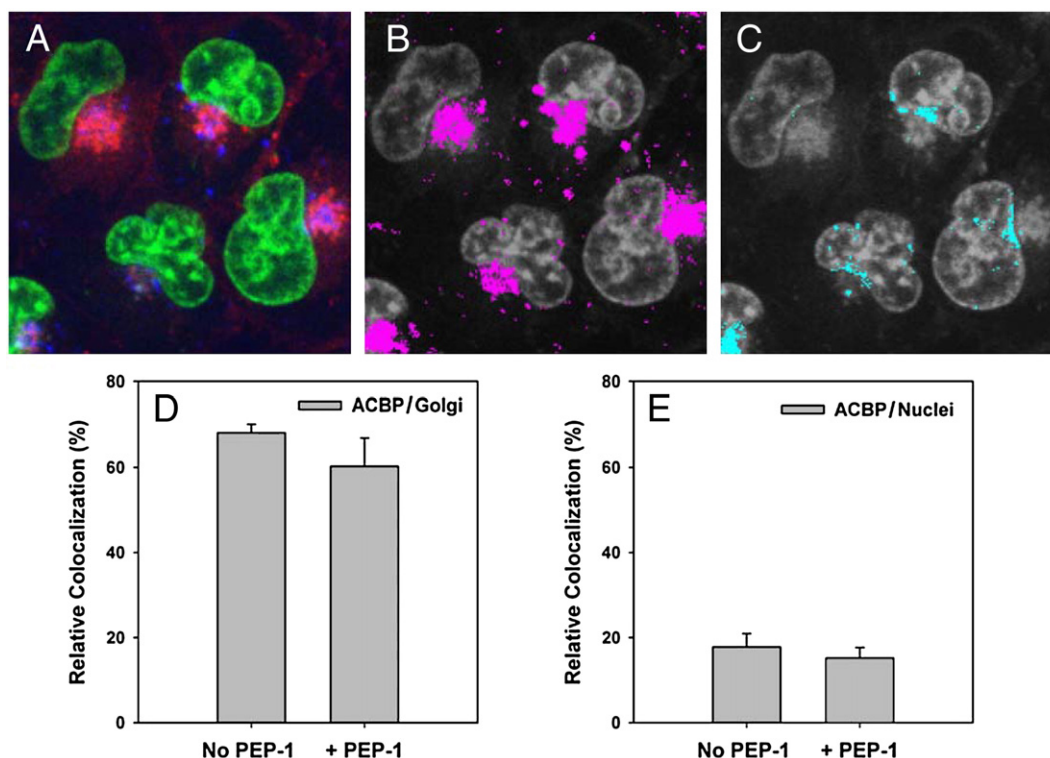 A B C
D ACBP/Golgi
Relative Colocalization (%)
80
60
40
20
0
No PEP-1 + PEP-1
E ACBP/Nuclei
Relative Colocalization (%)
80
60
40
20
0
No PEP-1 + PEP-1